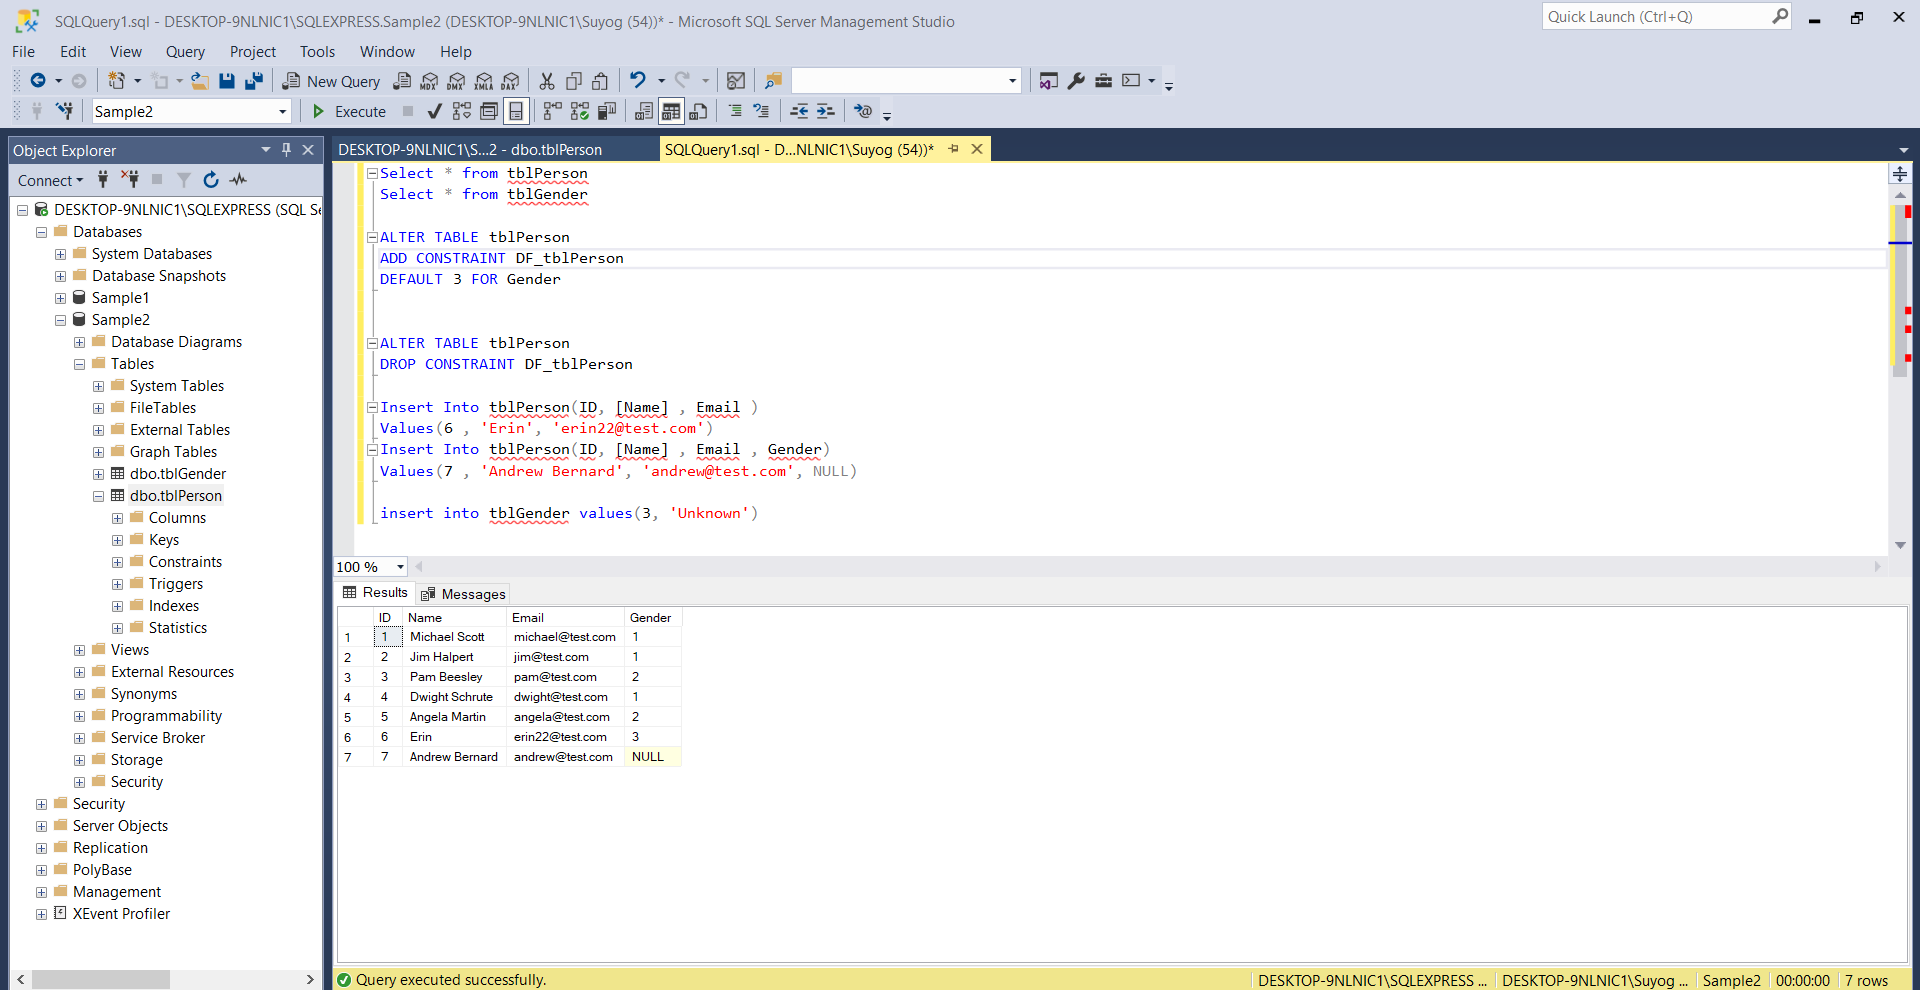 SQLQuery1.sql - DESKTOP-9NLNIC1\SQLEXPRESS.Sample2 (DESKTOP-9NLNIC1\Suyog (54))* - Microsoft SQL Server Management Studio
Quick Launch (Ctrl+Q)
File Edit View Query Project Tools Window Help
New Query MDX DMX XMLA DAX
Sample2 Execute
Object Explorer
Connect
DESKTOP-9NLNIC1\SQLEXPRESS (SQL Se
Databases
System Databases
Database Snapshots
Sample1
Sample2
Database Diagrams
Tables
System Tables
FileTables
External Tables
Graph Tables
dbo.tblGender
dbo.tblPerson
Columns
Keys
Constraints
Triggers
Indexes
Statistics
Views
External Resources
Synonyms
Programmability
Service Broker
Storage
Security
Security
Server Objects
Replication
PolyBase
Management
XEvent Profiler
DESKTOP-9NLNIC1\S...2 - dbo.tblPerson
SQLQuery1.sql - D...NLNIC1\Suyog (54))*
Select * from tblPerson
Select * from tblGender
ALTER TABLE tblPerson
ADD CONSTRAINT DF_tblPerson
DEFAULT 3 FOR Gender
ALTER TABLE tblPerson
DROP CONSTRAINT DF_tblPerson
Insert Into tblPerson(ID, [Name] , Email )
Values(6 , 'Erin', 'erin22@test.com')
Insert Into tblPerson(ID, [Name] , Email , Gender)
Values(7 , 'Andrew Bernard', 'andrew@test.com', NULL)
insert into tblGender values(3, 'Unknown')
100 %
Results Messages
ID Name Email Gender
1 1 Michael Scott michael@test.com 1
2 2 Jim Halpert jim@test.com 1
3 3 Pam Beesley pam@test.com 2
4 4 Dwight Schrute dwight@test.com 1
5 5 Angela Martin angela@test.com 2
6 6 Erin erin22@test.com 3
7 7 Andrew Bernard andrew@test.com NULL
Query executed successfully.
DESKTOP-9NLNIC1\SQLEXPRESS ... DESKTOP-9NLNIC1\Suyog ... Sample2 00:00:00 7 rows